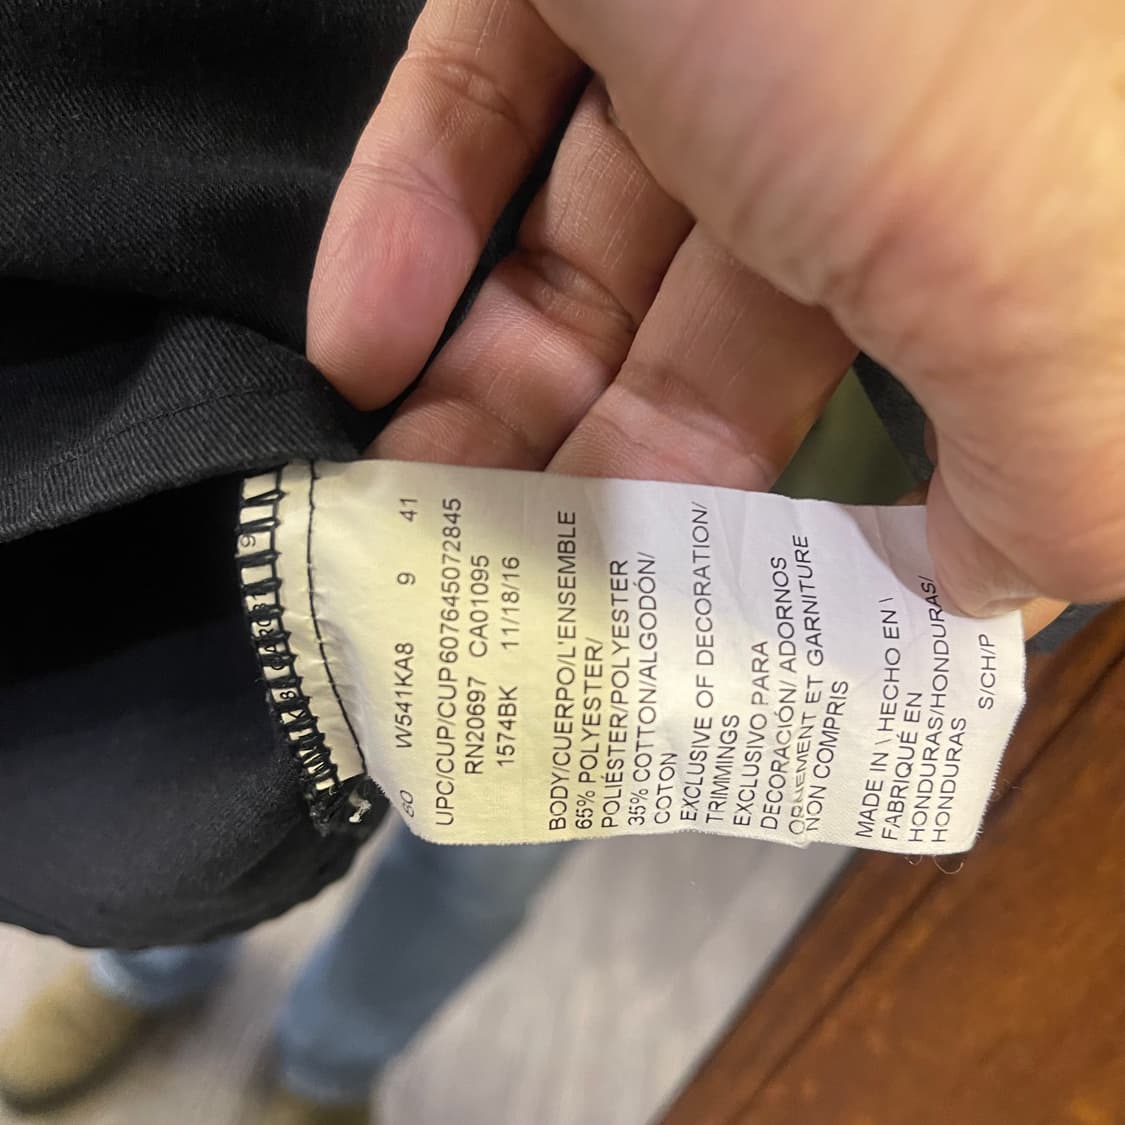 60 W541KA8 9 41
UPC/CUP/CUP607645072845
RN20697 CA01095
1574BK 11/18/16
BODY/CUERPO/L'ENSEMBLE
65% POLYESTER/
POLIÉSTER/POLYESTER
35% COTTON/ALGODÓN/
COTON
EXCLUSIVE OF DECORATION/
TRIMMINGS
EXCLUSIVO PARA
DECORACIÓN/ ADORNOS
ORNEMENT ET GARNITURE
NON COMPRIS
MADE IN \ HECHO EN \
FABRIQUÉ EN
HONDURAS/HONDURAS/
HONDURAS
S/CH/P